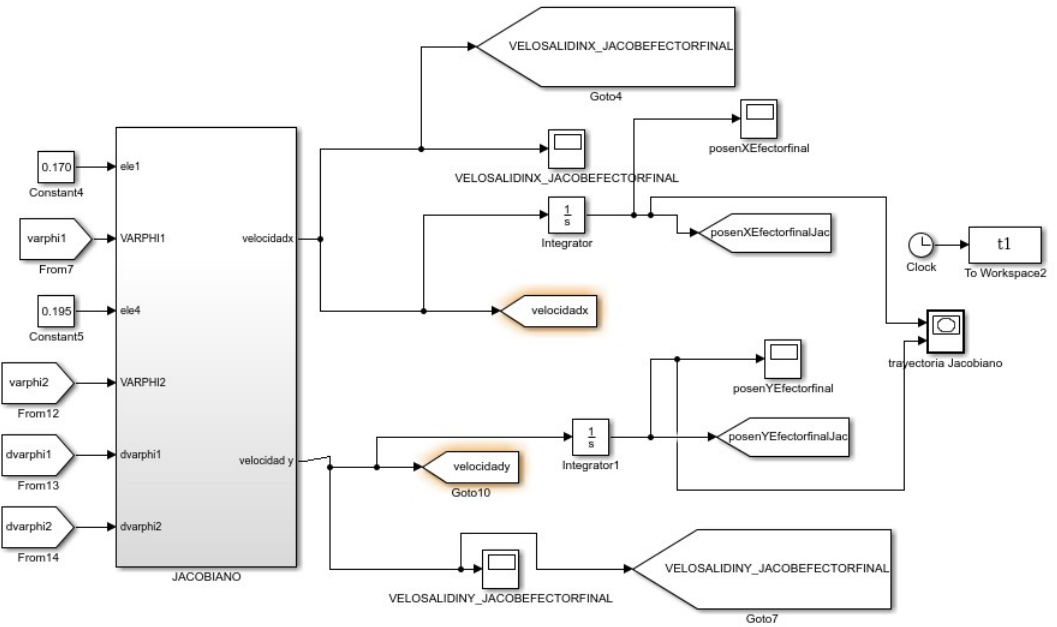 VELOSALIDINX_JACOBEFECTORFINAL
Goto4
posenXEfectorfinal
0.170
Constant4
ele1
VELOSALIDINX_JACOBEFECTORFINAL
varphi1
From7
VARPHI1
velocidadx
1
s
Integrator
posenXEfectorfinalJac
Clock
t1
To Workspace2
0.195
Constant5
ele4
velocidadx
trayectoria Jacobiano
varphi2
From12
VARPHI2
posenYEfectorfinal
dvarphi1
From13
dvarphi1
velocidad y
velocidady
Goto10
1
s
Integrator1
posenYEfectorfinalJac
dvarphi2
From14
dvarphi2
JACOBIANO
VELOSALIDINY_JACOBEFECTORFINAL
VELOSALIDINY_JACOBEFECTORFINAL
Goto7